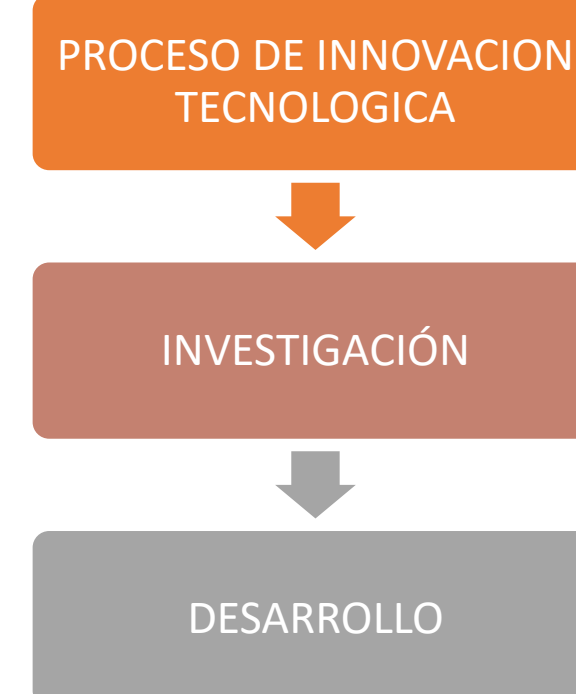 PROCESO DE INNOVACION
TECNOLOGICA
INVESTIGACIÓN
DESARROLLO